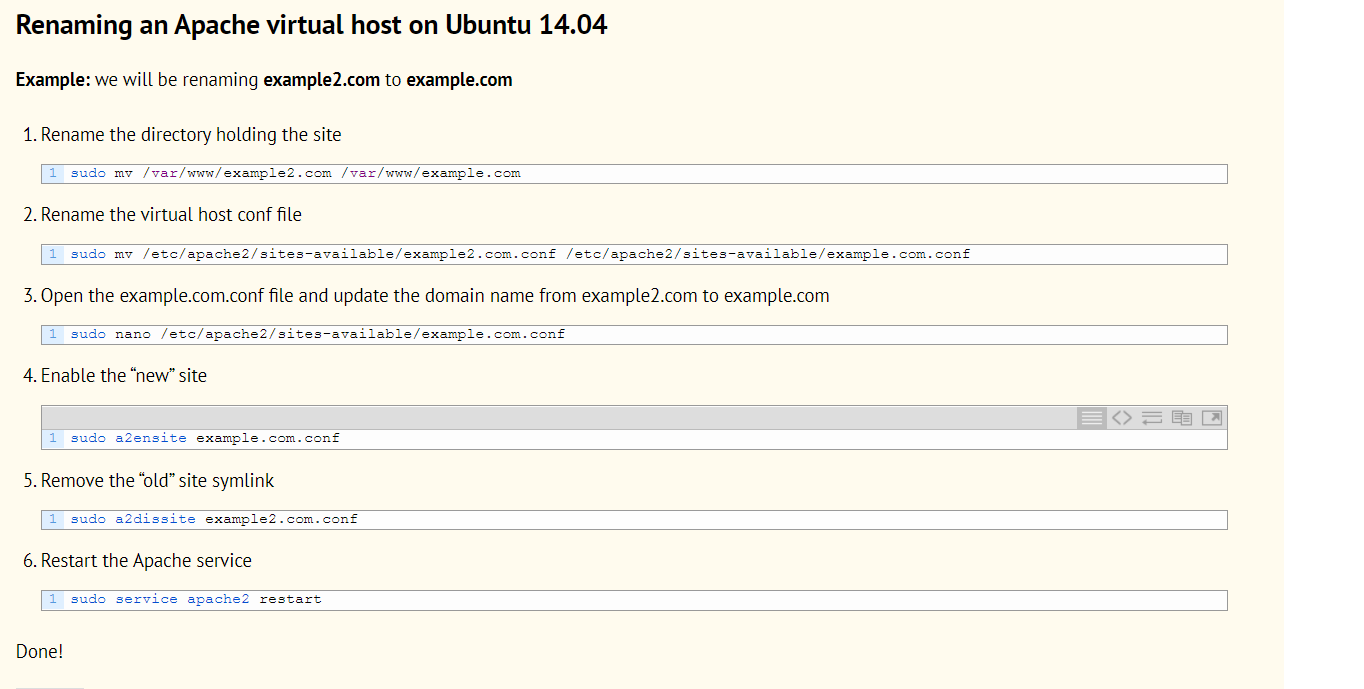 Renaming an Apache virtual host on Ubuntu 14.04
Example: we will be renaming example2.com to example.com
1. Rename the directory holding the site
1 sudo mv /var/www/example2.com /var/www/example.com
2. Rename the virtual host conf file
1 sudo mv /etc/apache2/sites-available/example2.com.conf /etc/apache2/sites-available/example.com.conf
3. Open the example.com.conf file and update the domain name from example2.com to example.com
1 sudo nano /etc/apache2/sites-available/example.com.conf
4. Enable the “new” site
1 sudo a2ensite example.com.conf
5. Remove the “old” site symlink
1 sudo a2dissite example2.com.conf
6. Restart the Apache service
1 sudo service apache2 restart
Done!